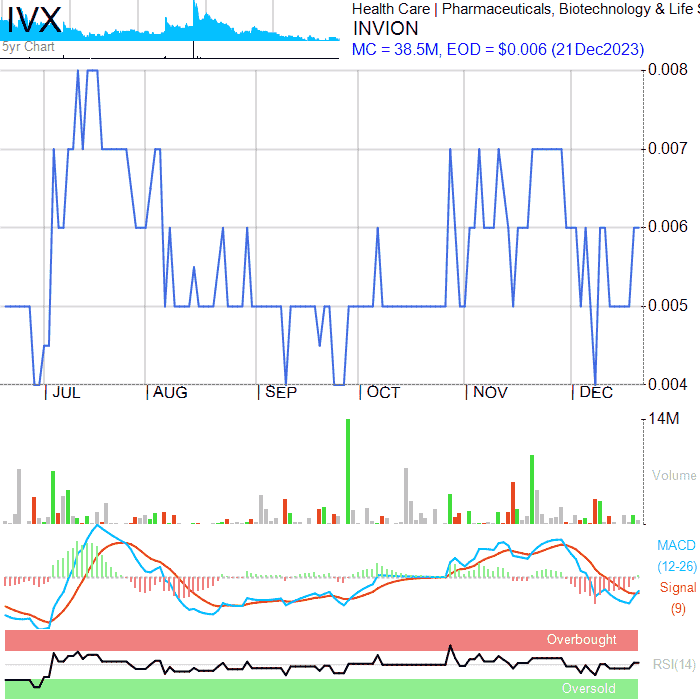 IVX
5yr Chart
Health Care | Pharmaceuticals, Biotechnology & Life S
INVION
MC = 38.5M, EOD = $0.006 (21Dec2023)
0.008
0.007
0.006
0.005
0.004
JUL AUG SEP OCT NOV DEC
14M
Volume
MACD
(12-26)
Signal
(9)
Overbought
RSI(14)
Oversold